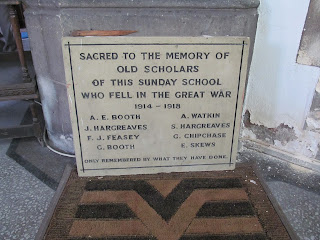 SACRED TO THE MEMORY OF
OLD SCHOLARS
OF THIS SUNDAY SCHOOL
WHO FELL IN THE GREAT WAR
1914 - 1918
A. E. BOOTH A. WATKIN
J. HARGREAVES S. HARGREAVES
F. J. FEASEY G. CHIPCHASE
G. BOOTH E. SKEWS
ONLY REMEMBERED BY WHAT THEY HAVE DONE